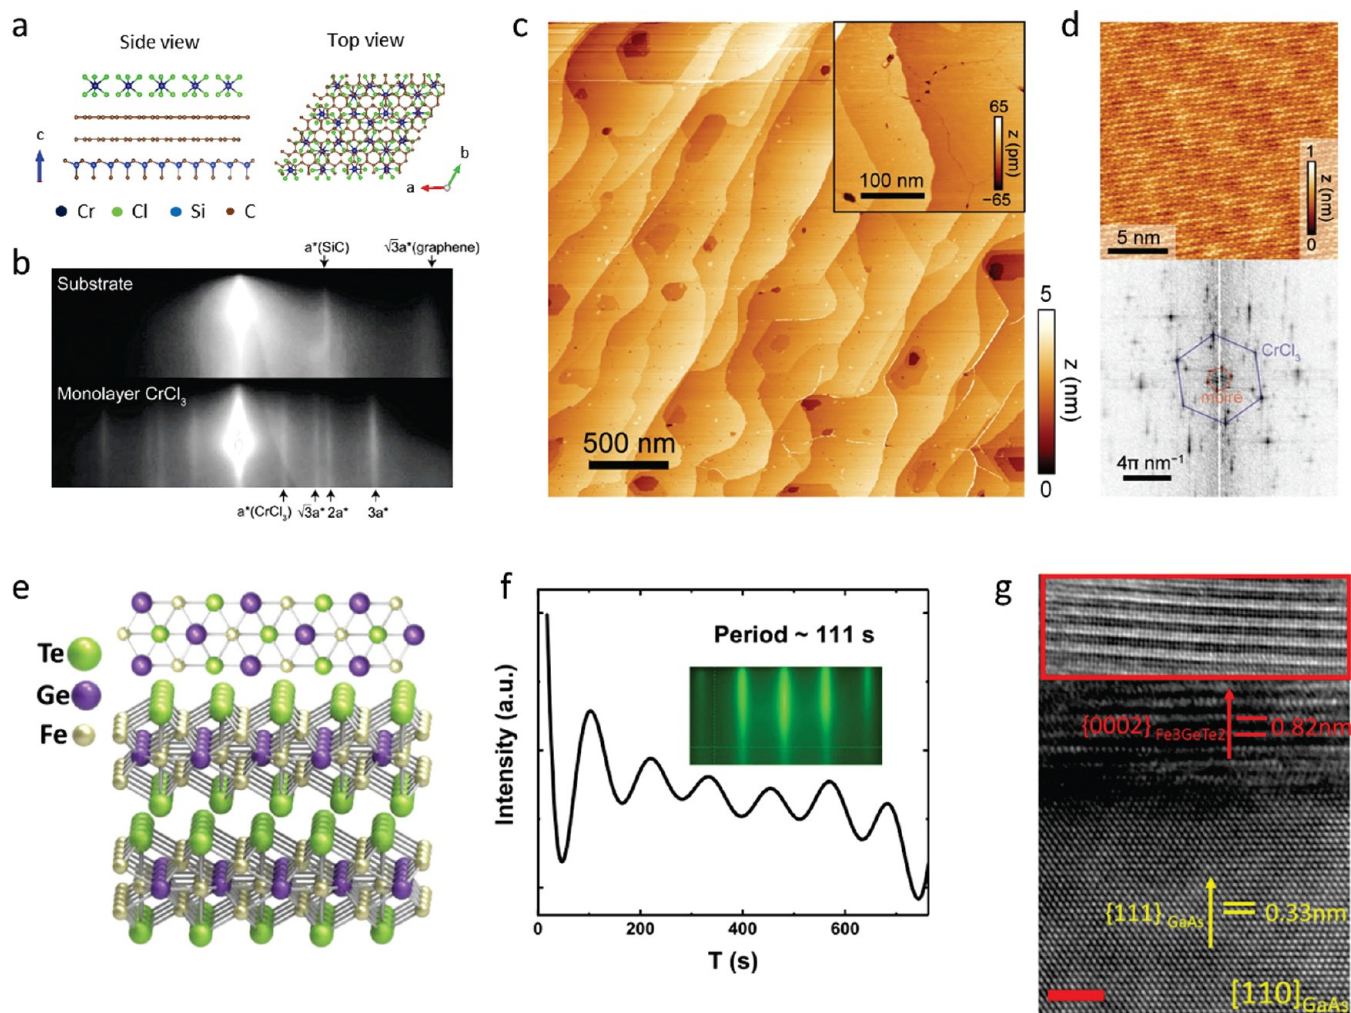 a
Side view
Top view
c
b
a
Cr
Cl
Si
C
b
a*(SiC)
√3a*(graphene)
Substrate
Monolayer CrCl₃
a*(CrCl₃)
√3a*
2a*
3a*
c
65
z (pm)
−65
100 nm
500 nm
5
z (nm)
0
d
1
z (nm)
0
5 nm
CrCl₃
moiré
4π nm⁻¹
e
Te
Ge
Fe
f
Period ~ 111 s
Intensity (a.u.)
0
200
400
600
T (s)
g
{0002} Fe3GeTe2
0.82nm
{111} GaAs
0.33nm
[110]GaAs